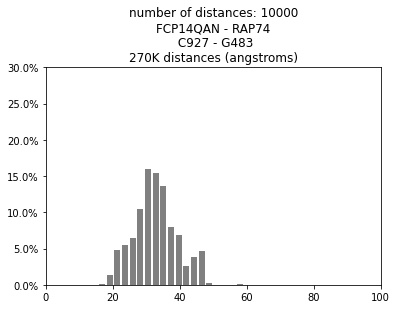 number of distances: 10000
FCP14QAN - RAP74
C927 - G483
270K distances (angstroms)
30.0%
25.0%
20.0%
15.0%
10.0%
5.0%
0.0%
0 20 40 60 80 100